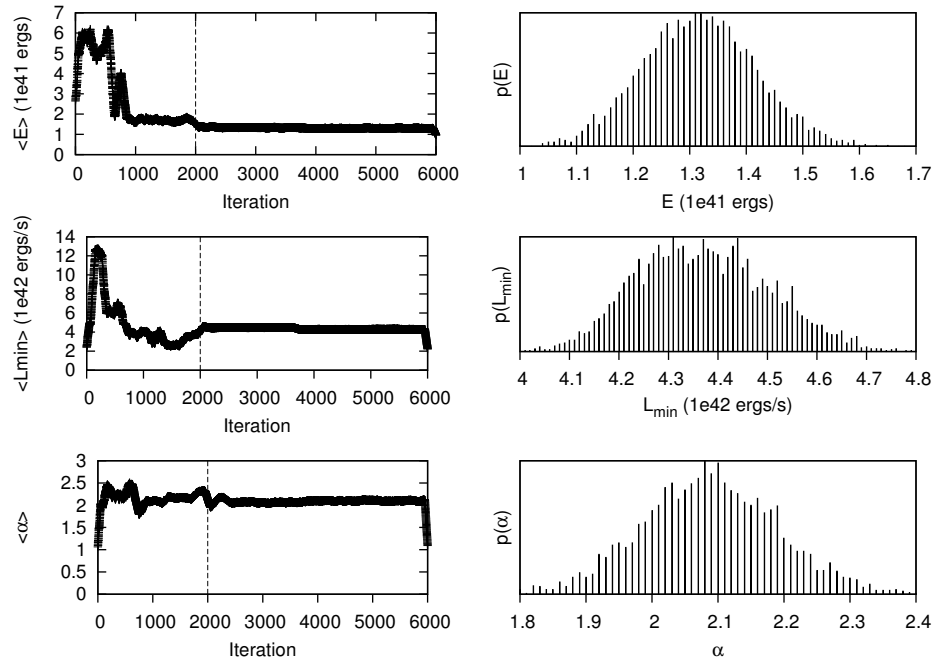 <E> (1e41 ergs)
7
6
5
4
3
2
1
0
0 1000 2000 3000 4000 5000 6000
Iteration
p(E)
1 1.1 1.2 1.3 1.4 1.5 1.6 1.7
E (1e41 ergs)
<Lmin> (1e42 ergs/s)
14
12
10
8
6
4
2
0
0 1000 2000 3000 4000 5000 6000
Iteration
p(L_min)
4 4.1 4.2 4.3 4.4 4.5 4.6 4.7 4.8
L_min (1e42 ergs/s)
<α>
3
2.5
2
1.5
1
0.5
0
0 1000 2000 3000 4000 5000 6000
Iteration
p(α)
1.8 1.9 2 2.1 2.2 2.3 2.4
α